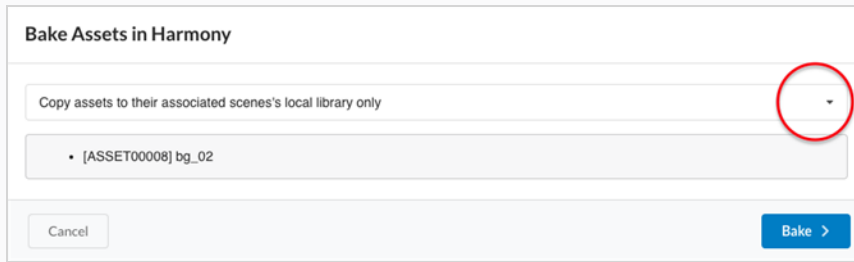 Bake Assets in Harmony
Copy assets to their associated scenes's local library only
• [ASSET00008] bg_02
Cancel
Bake >